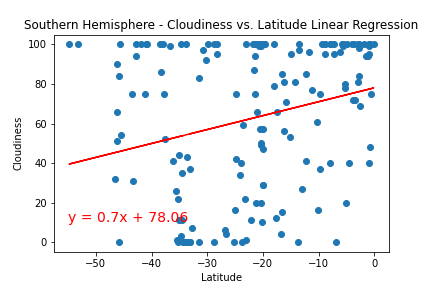 Southern Hemisphere - Cloudiness vs. Latitude Linear Regression
100
80
60
40
20
0
Cloudiness
y = 0.7x + 78.06
−50 −40 −30 −20 −10 0
Latitude